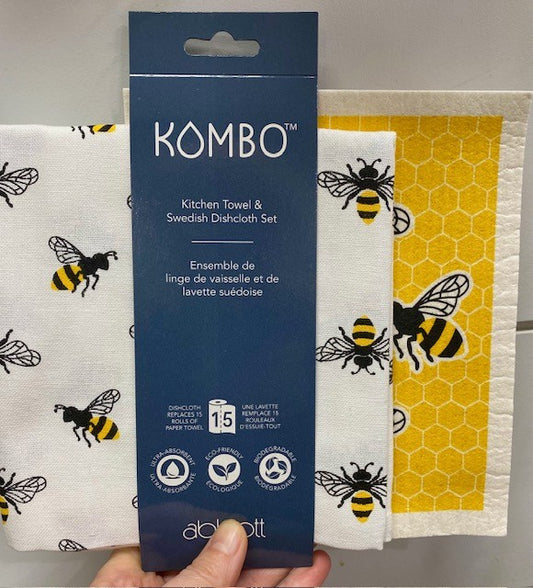 KOMBO™
Kitchen Towel &
Swedish Dishcloth Set
Ensemble de
linge de vaisselle et de
lavette suédoise
DISHCLOTH
REPLACES 15
ROLLS OF
PAPER TOWEL
15
UNE LAVETTE
REMPLACE 15
ROULEAUX
D'ESSUIE-TOUT
ULTRA-ABSORBENT
ULTRA-ABSORBANTE
ECO-FRIENDLY
ÉCOLOGIQUE
BIODEGRADABLE
BIODÉGRADABLE